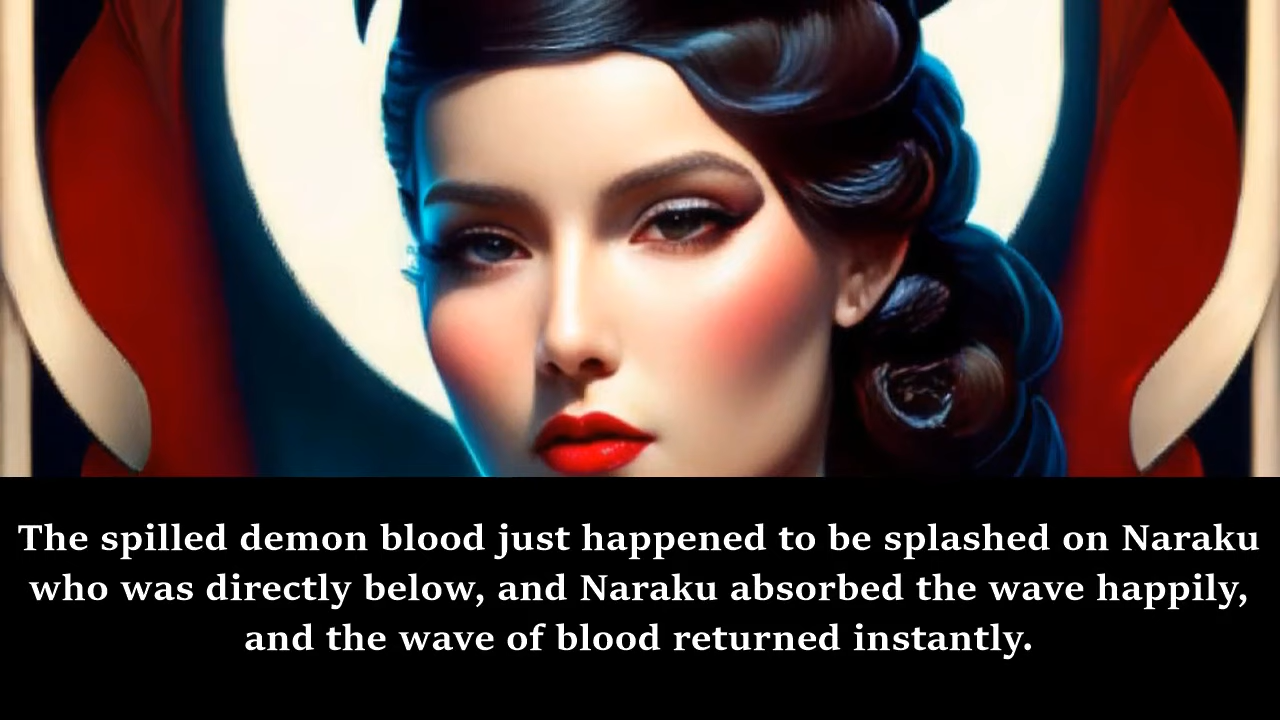 The spilled demon blood just happened to be splashed on Naraku
who was directly below, and Naraku absorbed the wave happily,
and the wave of blood returned instantly.